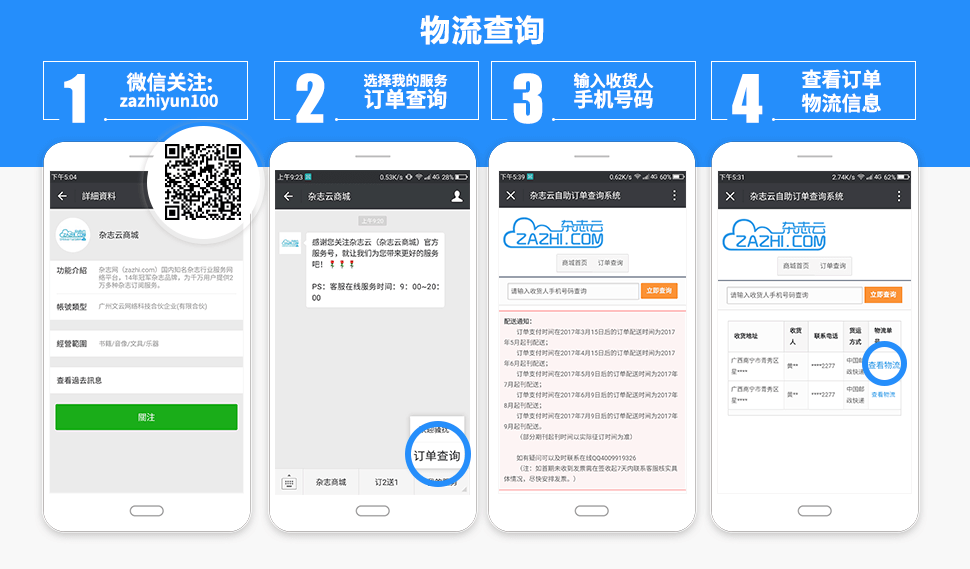 物流查询
1
微信关注:
zazhiyun100
2
选择我的服务
订单查询
3
输入收货人
手机号码
4
查看订单
物流信息
下午5:04
詳細資料
杂志云商城
功能介紹
杂志网（zazhi.com）国内知名杂志行业服务网
络平台，14年冠军杂志品牌，为千万用户提供2
万多种杂志订阅服务。
帳號類型
广州文云网络科技合伙企业(有限合伙)
經營範圍
书籍/音像/文具/乐器
查看過去訊息
關注
上午9:23
0.53K/s
4G 28%
杂志云商城
上午9:20
感谢您关注杂志云（杂志云商城）官方
服务号，就让我们为您带来更好的服务
吧！
PS：客服在线服务时间：9：00~20：
00
订单查询
杂志云商城
订2送1
下午5:39
0.62K/s
4G 60%
杂志云自助订单查询系统
杂志云
ZAZHI.COM
商城首页
订单查询
请输入收货人手机号码查询
立即查询
配送通知：
订单支付时间在2017年3月15日后的订单配送时间为2017
年5月起刊配送；
订单支付时间在2017年4月15日后的订单配送时间为2017
年6月起刊配送；
订单支付时间在2017年5月9日后的订单配送时间为2017年
7月起刊配送；
订单支付时间在2017年6月9日后的订单配送时间为2017年
8月起刊配送；
订单支付时间在2017年7月9日后的订单配送时间为2017年
9月起刊配送。
（部分期刊起刊时间以实际征订时间为准）
如有疑问可以及时联系在线QQ4009919326
（注：如首期未收到发票需在签收起7天内联系客服核实具
体情况，尽快安排发票。）
下午5:31
2.74K/s
4G 62%
杂志云自助订单查询系统
杂志云
ZAZHI.COM
商城首页
订单查询
请输入收货人手机号码查询
立即查询
收货地址
收货
人
联系电话
货运
方式
物流单
广西南宁市青秀区
星****
黄**
****2277
中国邮
政快递
查看物流
广西南宁市青秀区
星****
黄**
****2277
中国邮
政快递
查看物流